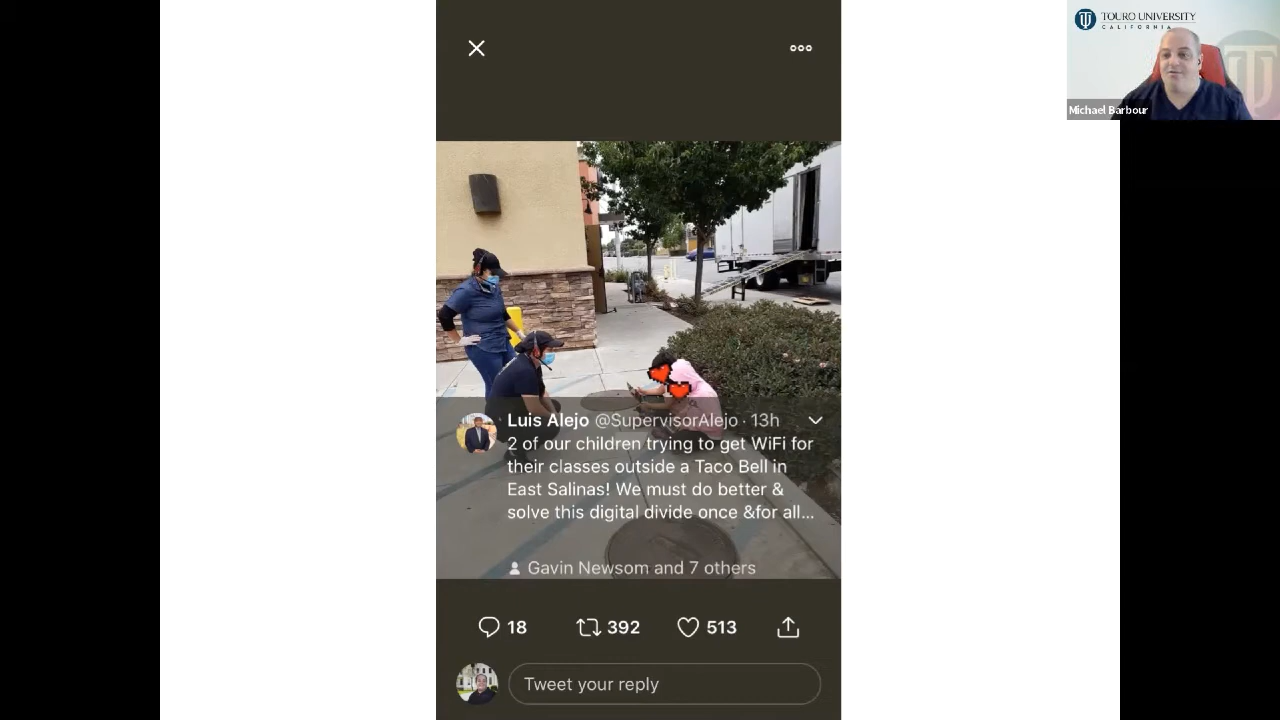 TOURO UNIVERSITY
CALIFORNIA
Michael Barbour
Luis Alejo @SupervisorAlejo · 13h
2 of our children trying to get WiFi for
their classes outside a Taco Bell in
East Salinas! We must do better &
solve this digital divide once &for all...
Gavin Newsom and 7 others
18 392 513
Tweet your reply